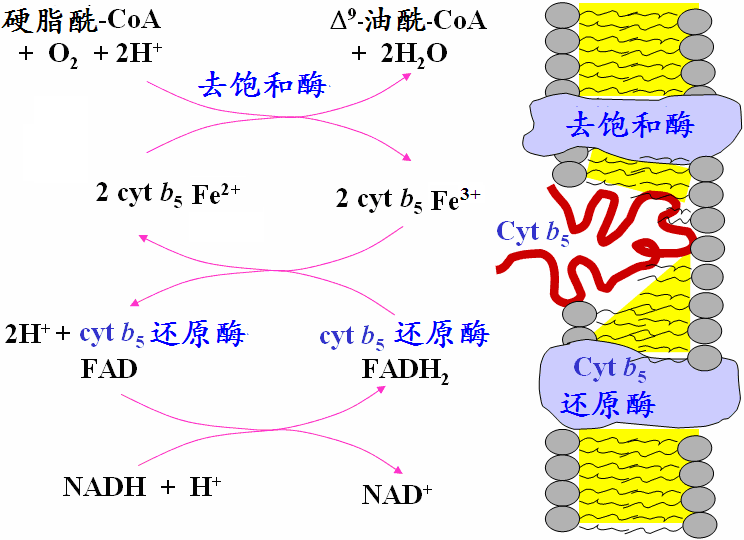 硬脂酰-CoA
+ O₂ + 2H⁺
Δ⁹-油酰-CoA
+ 2H₂O
去饱和酶
2 cyt b₅ Fe²⁺
2 cyt b₅ Fe³⁺
2H⁺ + cyt b₅ 还原酶
FAD
cyt b₅ 还原酶
FADH₂
NADH + H⁺
NAD⁺
去饱和酶
Cyt b₅
Cyt b₅
还原酶